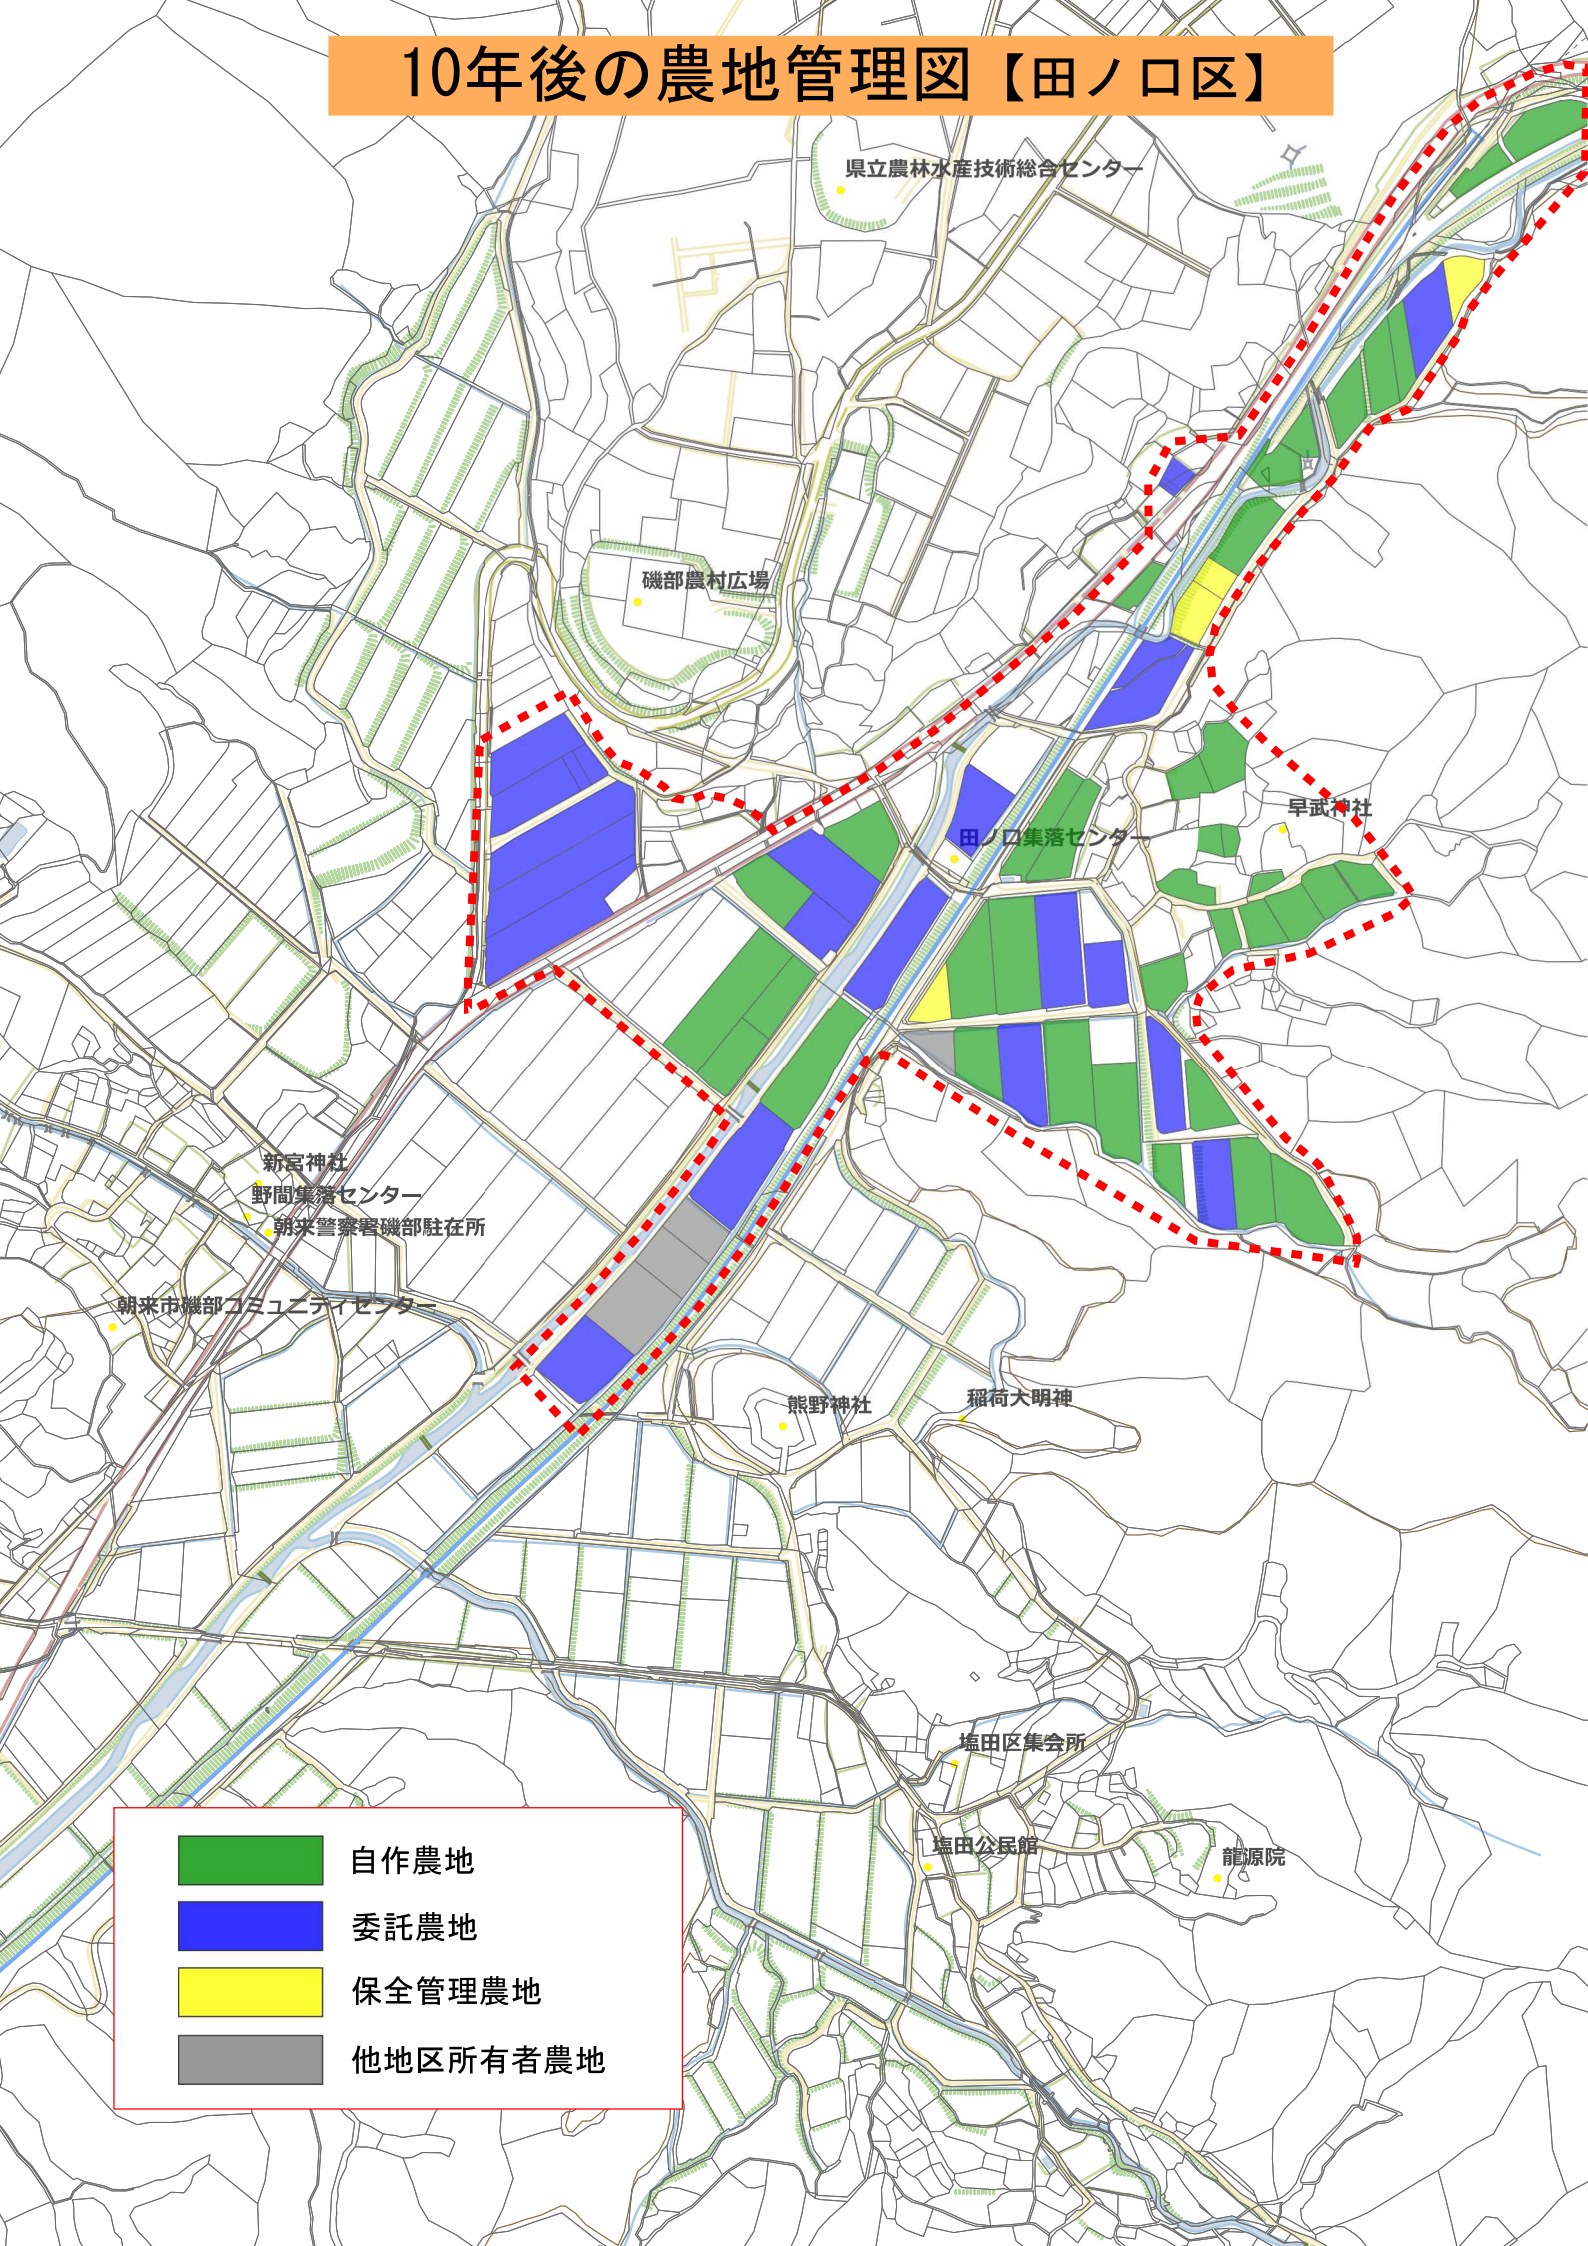 10年後の農地管理図【田ノ口区】
県立農林水産技術総合センター
磯部農村広場
早武神社
田ノ口集落センター
新宮神社
野間集落センター
朝来警察署磯部駐在所
朝来市磯部コミュニティセンター
熊野神社
稲荷大明神
塩田区集会所
塩田公民館
龍源院
自作農地
委託農地
保全管理農地
他地区所有者農地